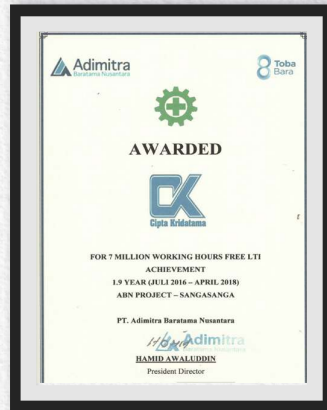 Adimitra
Baratama Nusantara
Toba
Bara
AWARDED
CK
Cipta Kridatama
FOR 7 MILLION WORKING HOURS FREE LTI
ACHIEVEMENT
1.9 YEAR (JULI 2016 – APRIL 2018)
ABN PROJECT – SANGASANGA
PT. Adimitra Baratama Nusantara
Adimitra
HAMID AWALUDDIN
President Director